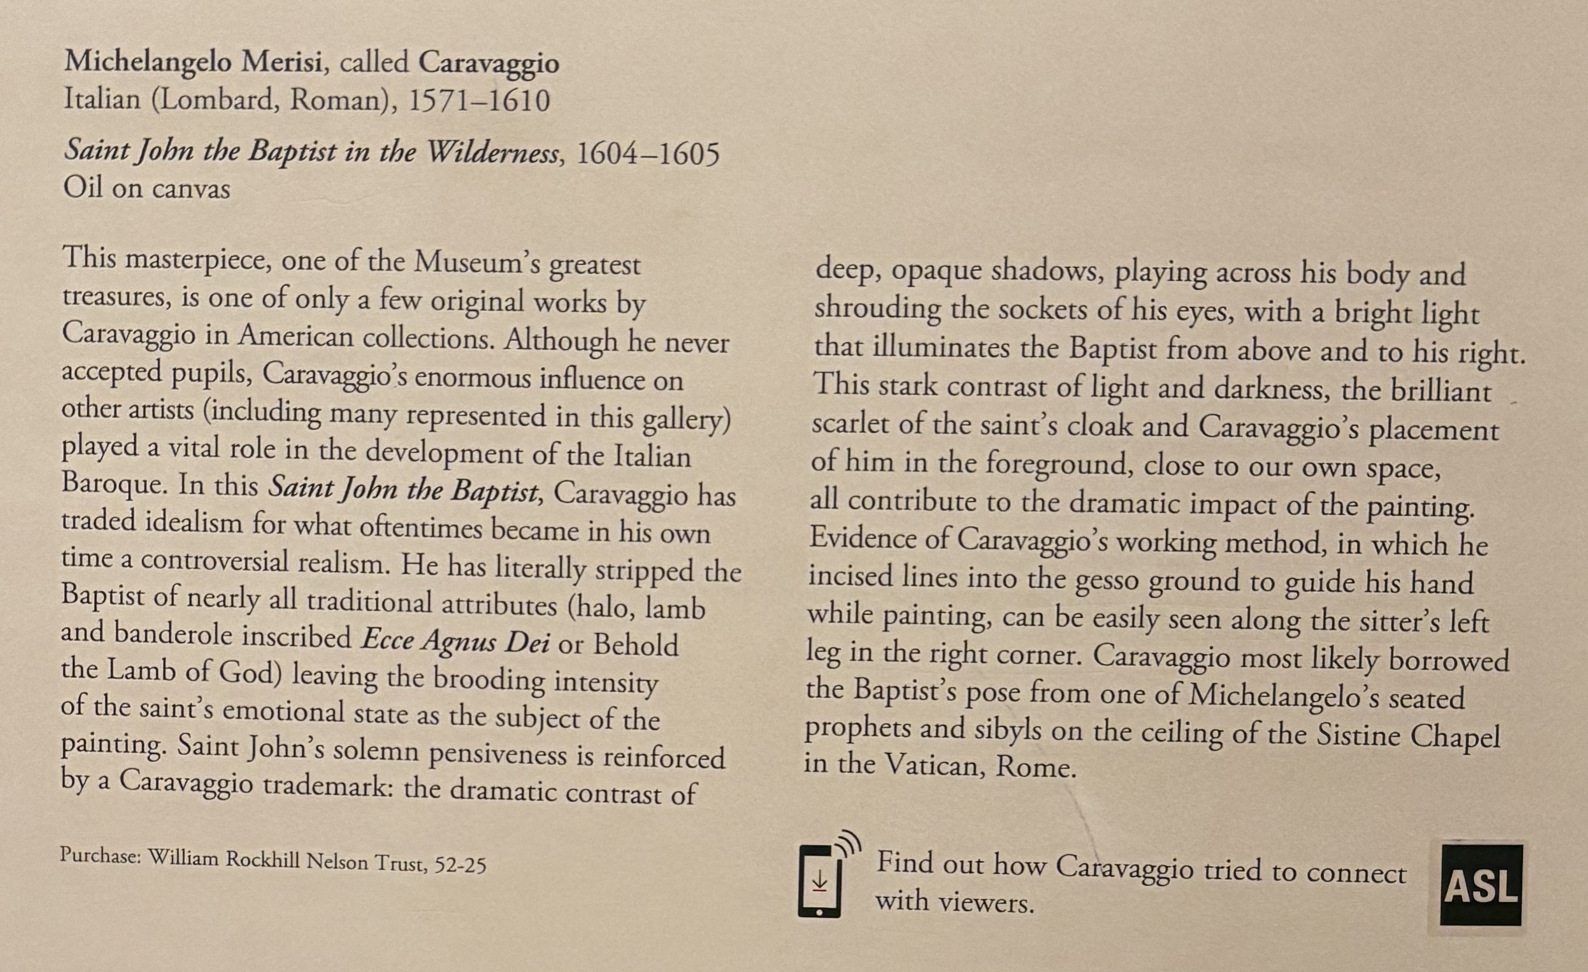 Michelangelo Merisi, called Caravaggio
Italian (Lombard, Roman), 1571–1610
Saint John the Baptist in the Wilderness, 1604–1605
Oil on canvas
This masterpiece, one of the Museum's greatest
treasures, is one of only a few original works by
Caravaggio in American collections. Although he never
accepted pupils, Caravaggio's enormous influence on
other artists (including many represented in this gallery)
played a vital role in the development of the Italian
Baroque. In this Saint John the Baptist, Caravaggio has
traded idealism for what oftentimes became in his own
time a controversial realism. He has literally stripped the
Baptist of nearly all traditional attributes (halo, lamb
and banderole inscribed Ecce Agnus Dei or Behold
the Lamb of God) leaving the brooding intensity
of the saint's emotional state as the subject of the
painting. Saint John's solemn pensiveness is reinforced
by a Caravaggio trademark: the dramatic contrast of
deep, opaque shadows, playing across his body and
shrouding the sockets of his eyes, with a bright light
that illuminates the Baptist from above and to his right.
This stark contrast of light and darkness, the brilliant
scarlet of the saint's cloak and Caravaggio's placement
of him in the foreground, close to our own space,
all contribute to the dramatic impact of the painting.
Evidence of Caravaggio's working method, in which he
incised lines into the gesso ground to guide his hand
while painting, can be easily seen along the sitter's left
leg in the right corner. Caravaggio most likely borrowed
the Baptist's pose from one of Michelangelo's seated
prophets and sibyls on the ceiling of the Sistine Chapel
in the Vatican, Rome.
Purchase: William Rockhill Nelson Trust, 52-25
Find out how Caravaggio tried to connect
with viewers.
ASL